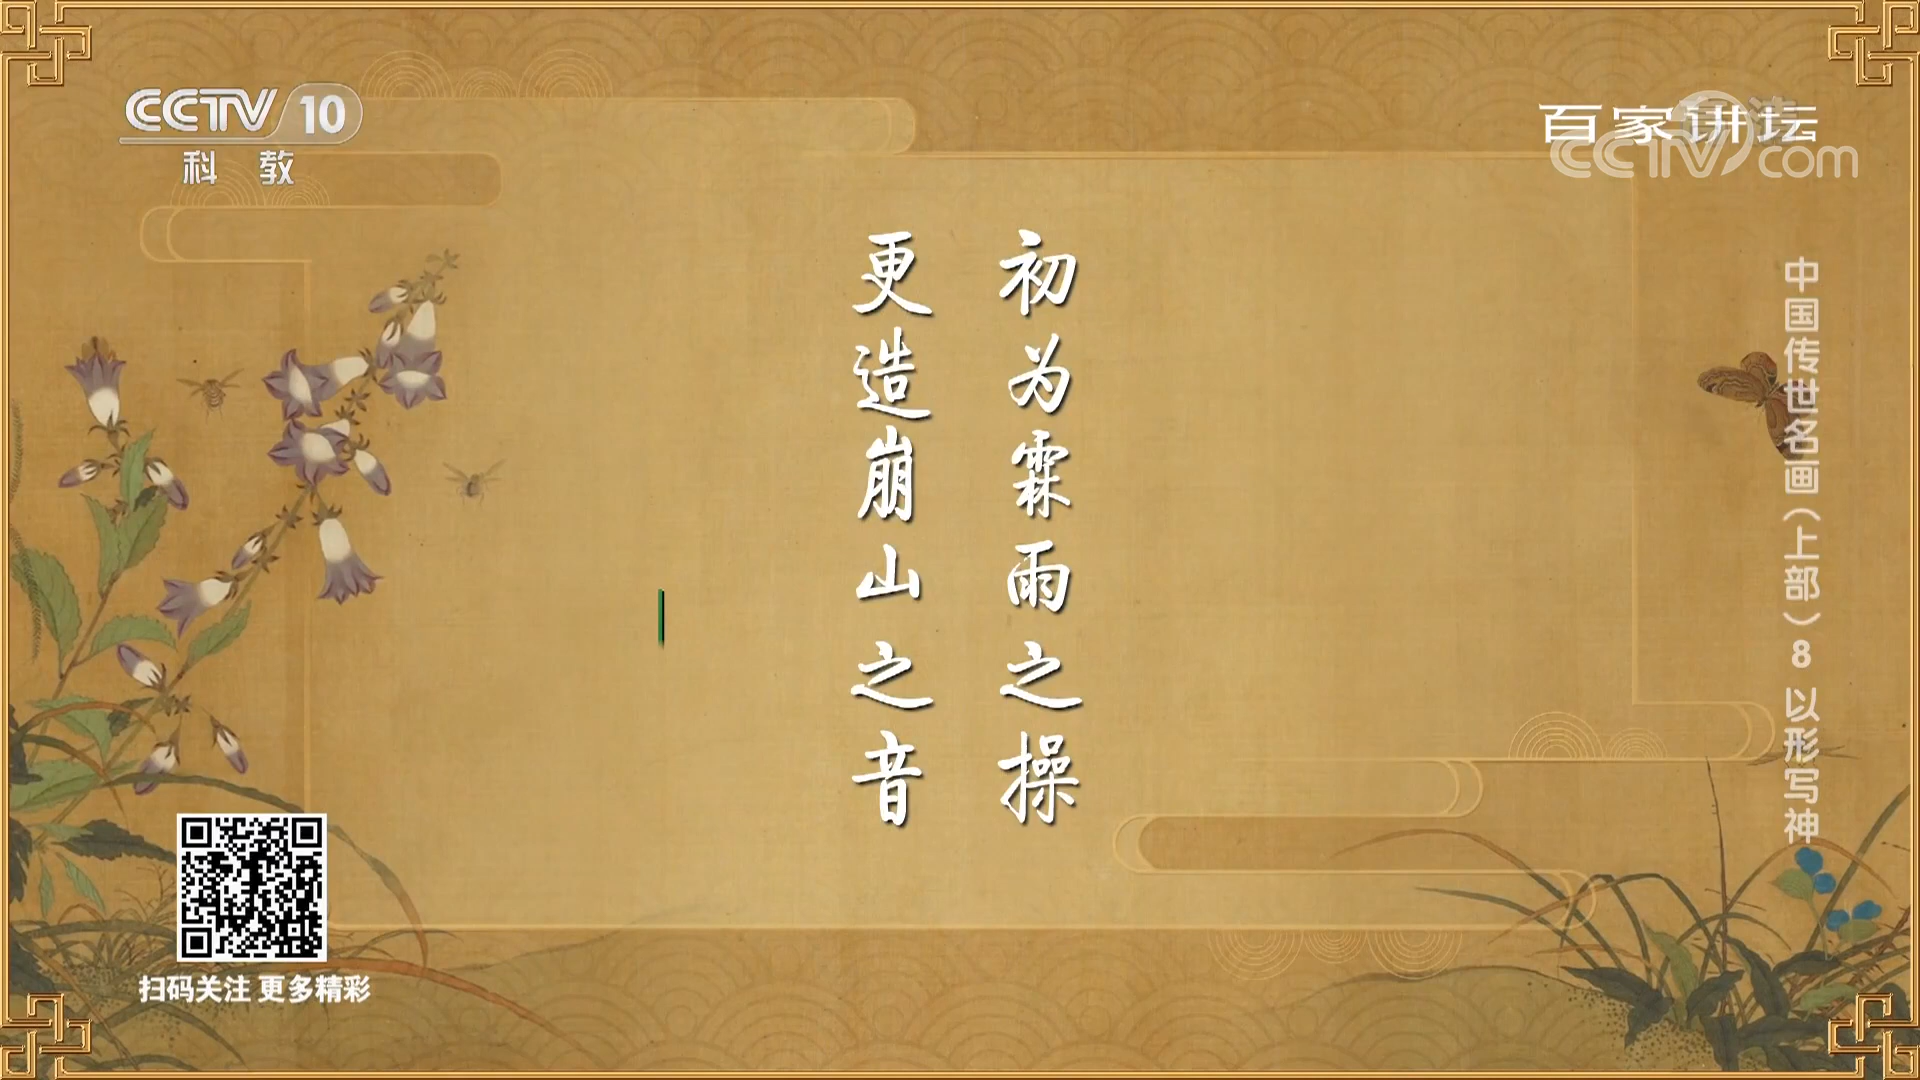 CCTV 10
科 教
百家讲坛
CCTV.com
初为霖雨之操
更造崩山之音
中国传世名画（上部）8 以形写神
扫码关注 更多精彩